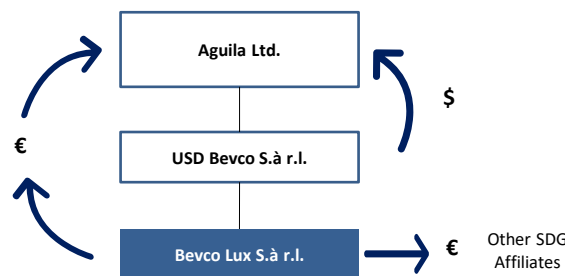 Aguila Ltd.
$
€
USD Bevco S.à r.l.
Bevco Lux S.à r.l.
€
Other SDG
Affiliates